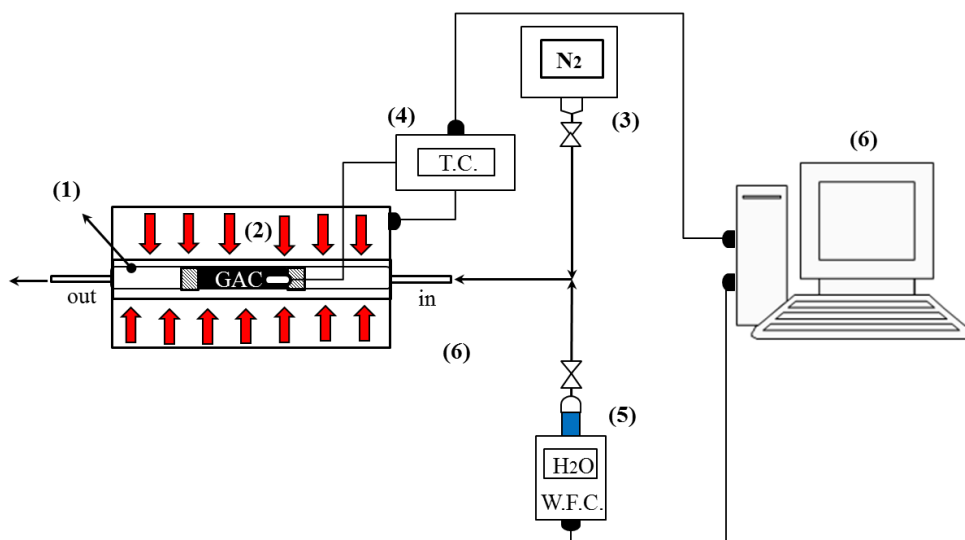 N2
(3)
(4)
T.C.
(6)
(1)
(2)
GAC
out
in
(6)
(5)
H2O
W.F.C.